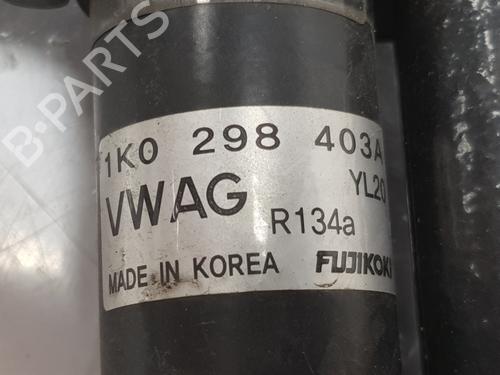 B-PARTS
1K0 298 403A
VWAG YL20
R134a
MADE IN KOREA FUJIKOKI